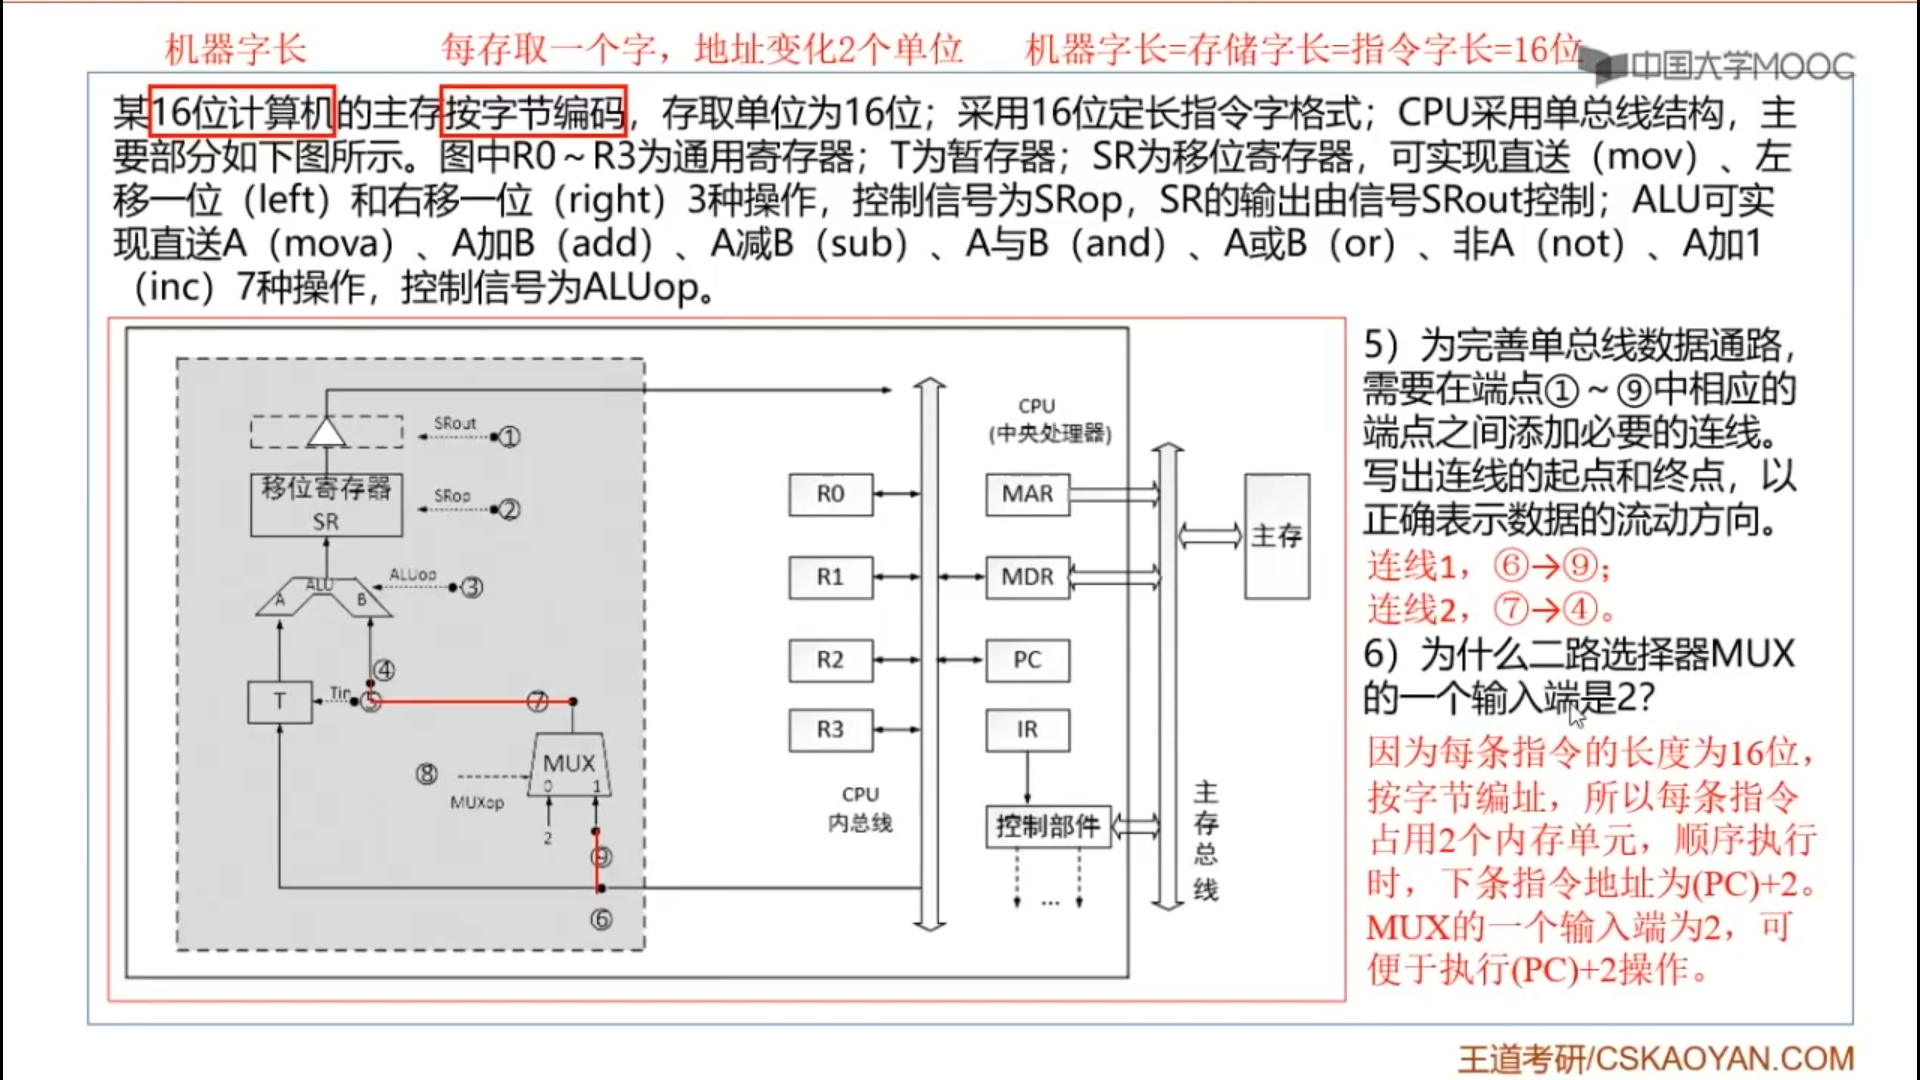 机器字长 每存取一个字，地址变化2个单位 机器字长=存储字长=指令字长=16位
中国大学MOOC
某16位计算机的主存按字节编码，存取单位为16位；采用16位定长指令字格式；CPU采用单总线结构，主
要部分如下图所示。图中R0～R3为通用寄存器；T为暂存器；SR为移位寄存器，可实现直送（mov）、左
移一位（left）和右移一位（right）3种操作，控制信号为SRop，SR的输出由信号SRout控制；ALU可实
现直送A（mova）、A加B（add）、A减B（sub）、A与B（and）、A或B（or）、非A（not）、A加1
（inc）7种操作，控制信号为ALUop。
SRout ①
移位寄存器
SR
SRop ②
ALU
A B
ALUop ③
④
T
Tin ⑤
⑦
MUX
0 1
⑧
MUXop
2
⑨
⑥
R0
R1
R2
R3
CPU
内总线
CPU
(中央处理器)
MAR
MDR
PC
IR
控制部件
...
主存
主
存
总
线
5）为完善单总线数据通路，
需要在端点①～⑨中相应的
端点之间添加必要的连线。
写出连线的起点和终点，以
正确表示数据的流动方向。
连线1，⑥→⑨；
连线2，⑦→④。
6）为什么二路选择器MUX
的一个输入端是2？
因为每条指令的长度为16位，
按字节编址，所以每条指令
占用2个内存单元，顺序执行
时，下条指令地址为(PC)+2。
MUX的一个输入端为2，可
便于执行(PC)+2操作。
王道考研/CSKAOYAN.COM